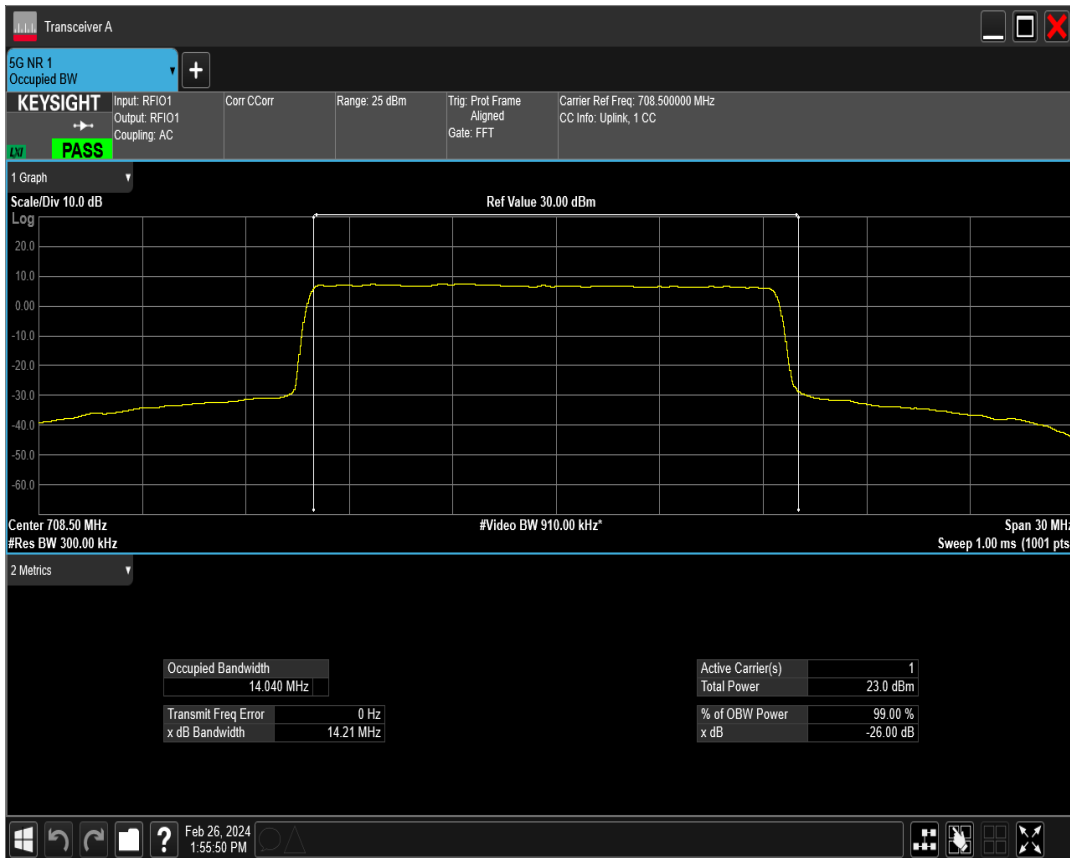 Transceiver A
5G NR 1
Occupied BW
+
KEYSIGHT
LXI
PASS
Input: RFIO1
Output: RFIO1
Coupling: AC
Corr CCorr
Range: 25 dBm
Trig: Prot Frame
Aligned
Gate: FFT
Carrier Ref Freq: 708.500000 MHz
CC Info: Uplink, 1 CC
1 Graph
Scale/Div 10.0 dB
Ref Value 30.00 dBm
Log
20.0
10.0
0.00
-10.0
-20.0
-30.0
-40.0
-50.0
-60.0
Center 708.50 MHz
#Video BW 910.00 kHz*
Span 30 MHz
#Res BW 300.00 kHz
Sweep 1.00 ms (1001 pts
2 Metrics
Occupied Bandwidth
14.040 MHz
Transmit Freq Error 0 Hz
x dB Bandwidth 14.21 MHz
Active Carrier(s) 1
Total Power 23.0 dBm
% of OBW Power 99.00 %
x dB -26.00 dB
?
Feb 26, 2024
1:55:50 PM